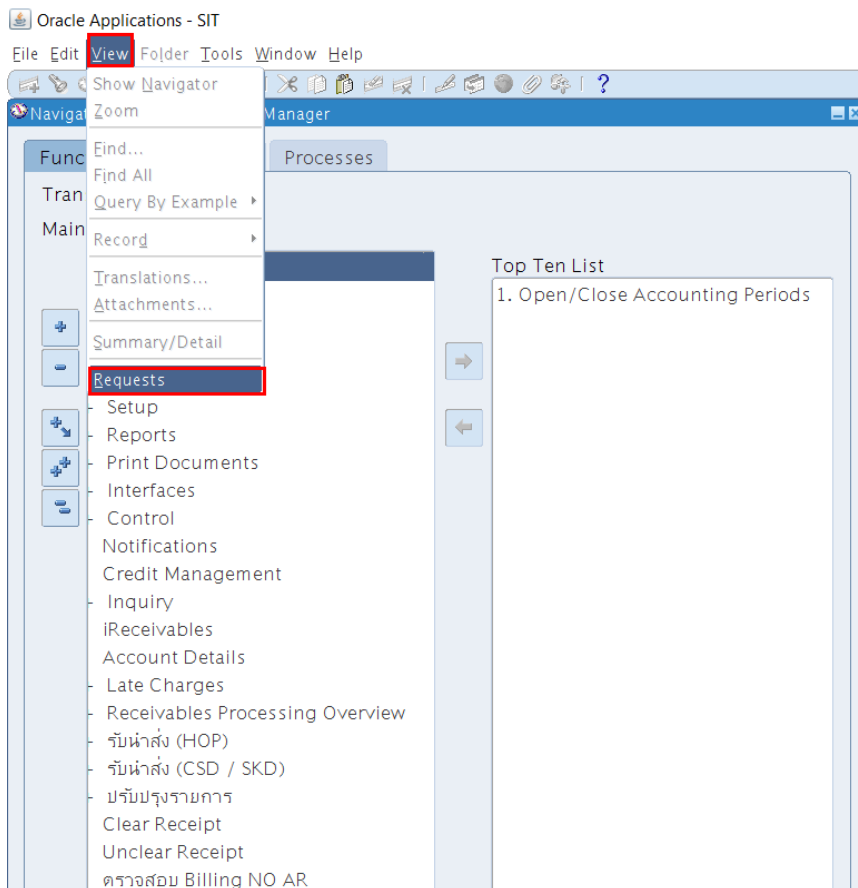 Oracle Applications - SIT
File Edit View Folder Tools Window Help
Show Navigator
Zoom
Manager
Find...
Find All
Processes
Query By Example
Record
Translations...
Attachments...
Summary/Detail
Requests
Top Ten List
1. Open/Close Accounting Periods
- Setup
- Reports
- Print Documents
- Interfaces
- Control
Notifications
Credit Management
- Inquiry
iReceivables
Account Details
- Late Charges
- Receivables Processing Overview
- รับนำส่ง (HOP)
- รับนำส่ง (CSD / SKD)
- ปรับปรุงรายการ
Clear Receipt
Unclear Receipt
ตรวจสอบ Billing NO AR